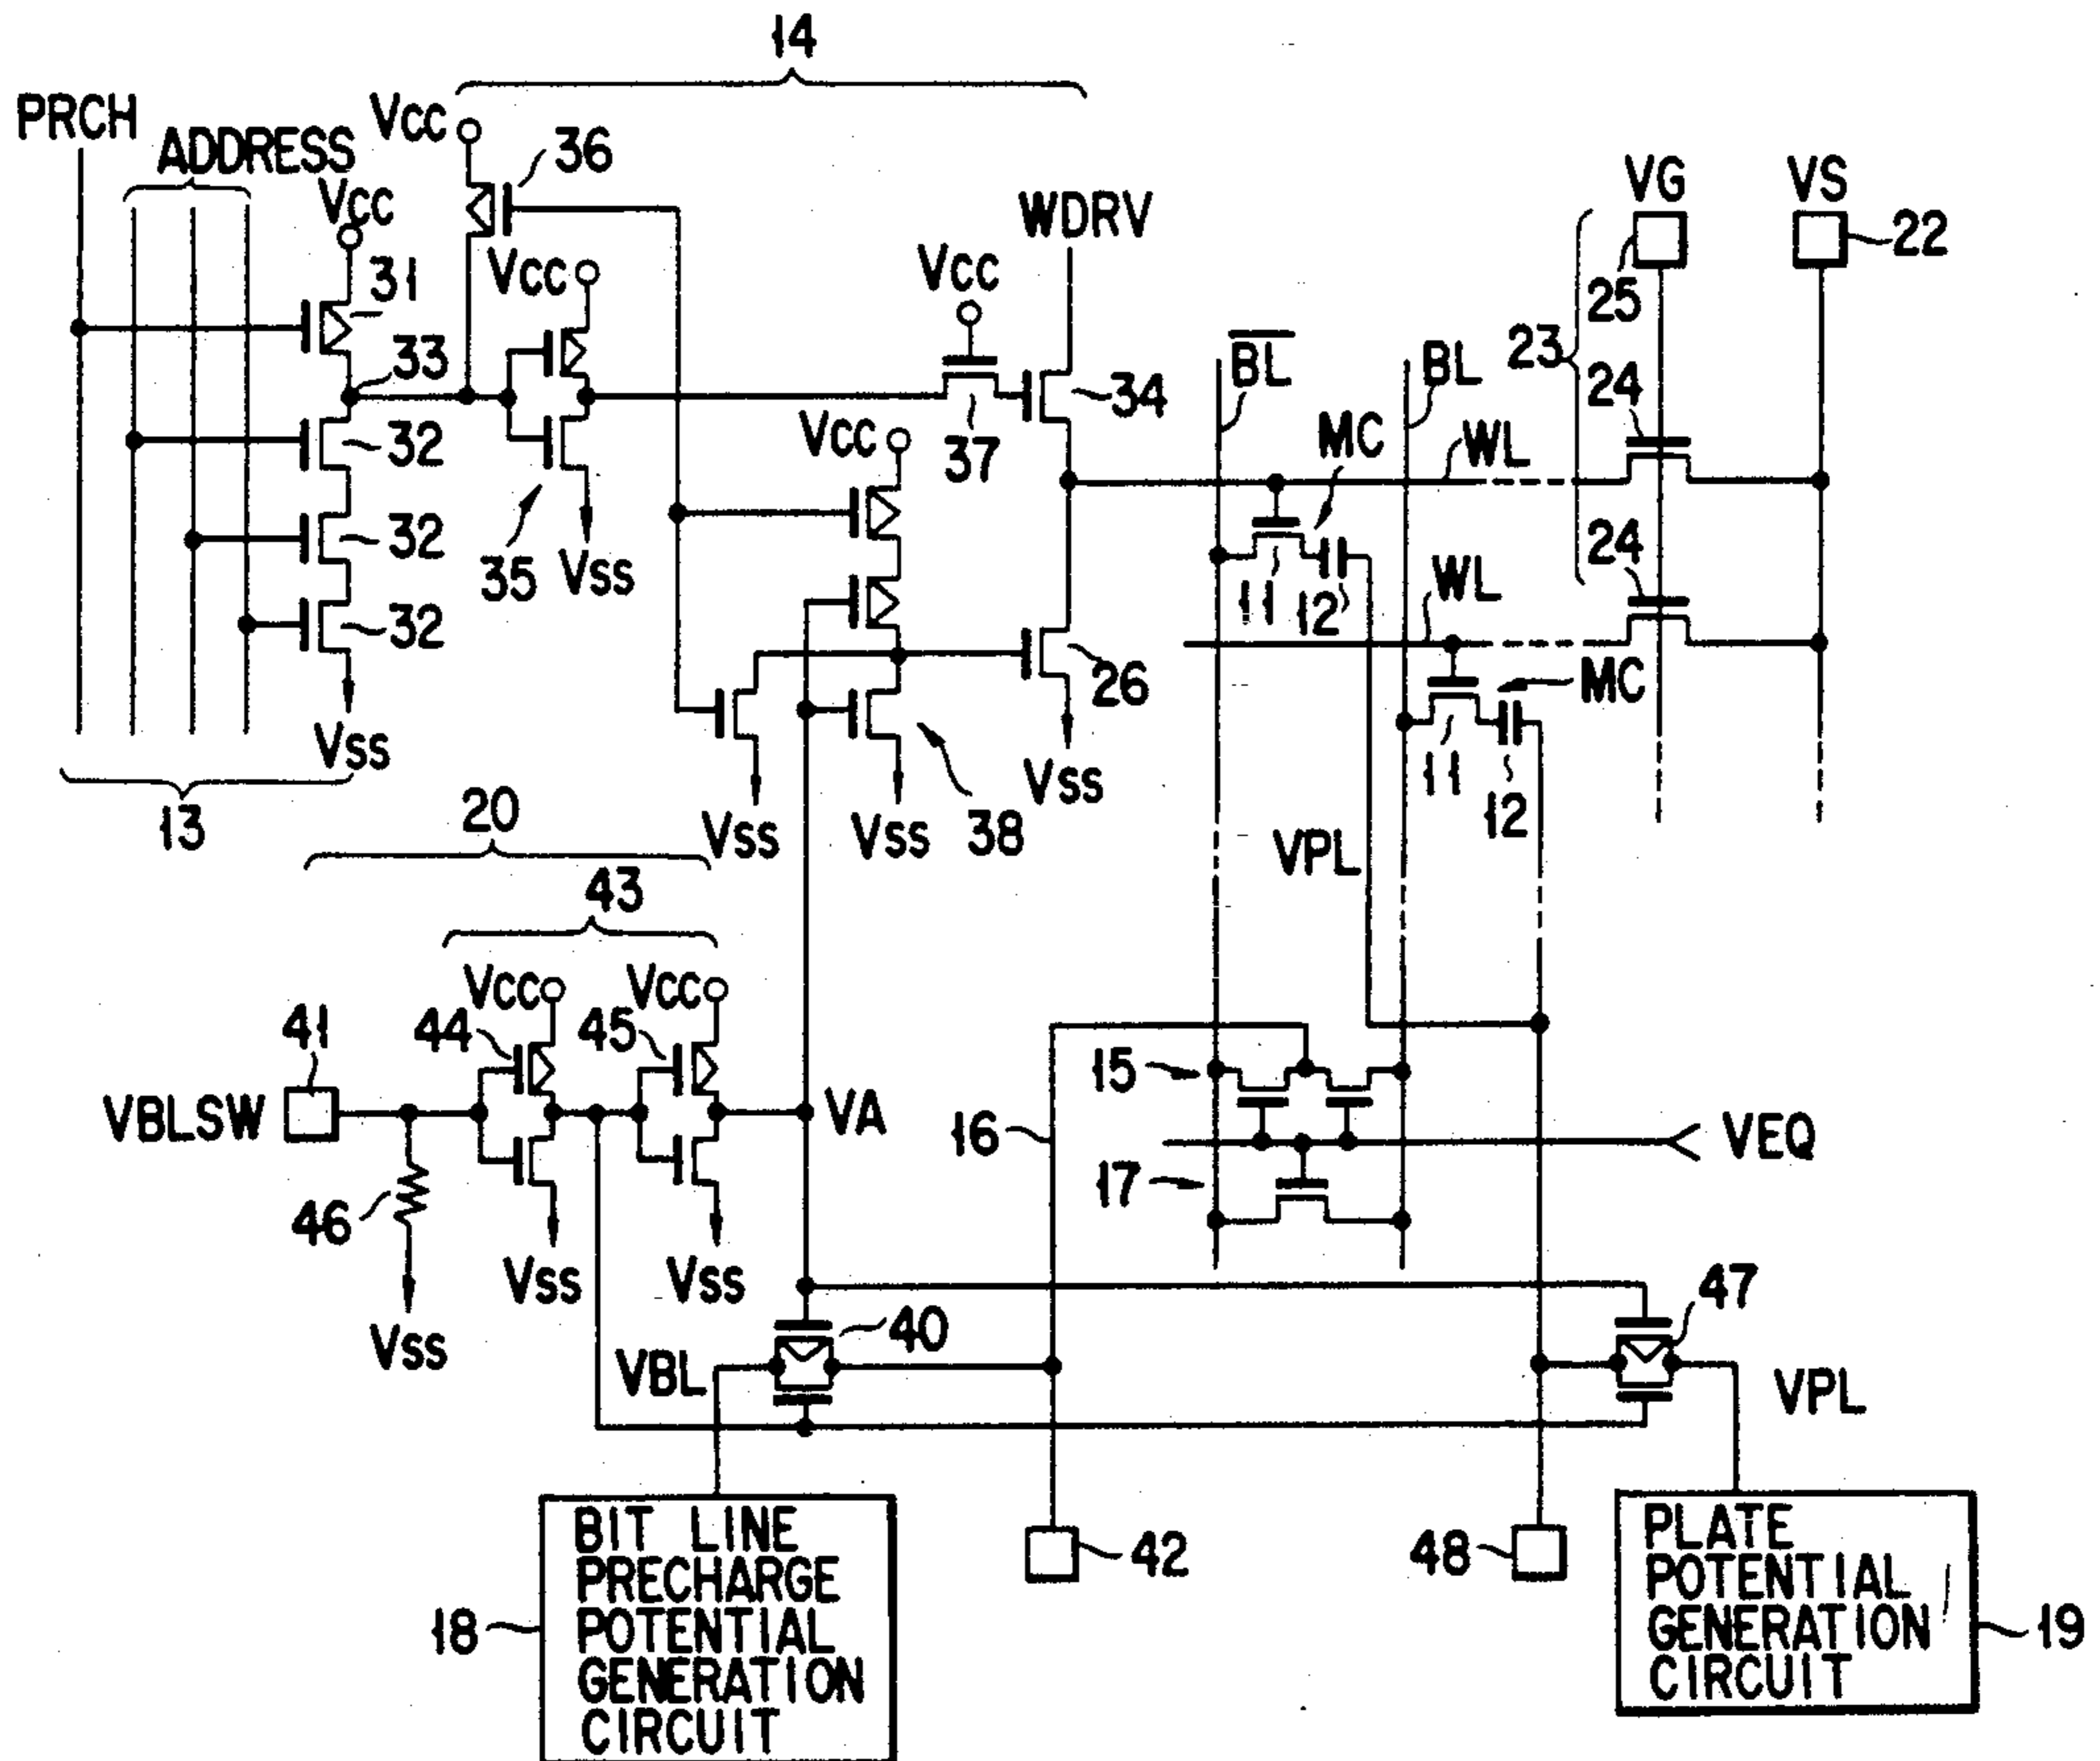 14
PRCH
ADDRESS
VCC
36
VCC
31
33
VCC
VCC
WDRV
VG
VS
22
25
23
24
BL
BL
34
37
MC
WL
32
32
32
35
VSS
VCC
11
12
24
WL
26
MC
11
12
VSS
13
VSS
VSS
38
VSS
VPL
20
43
VCC
VCC
41
44
45
VBLSW
VA
15
16
VEQ
17
46
VSS
VSS
VSS
40
47
VBL
VPL
BIT LINE
PRECHARGE
POTENTIAL
GENERATION
CIRCUIT
18
42
48
PLATE
POTENTIAL
GENERATION
CIRCUIT
19